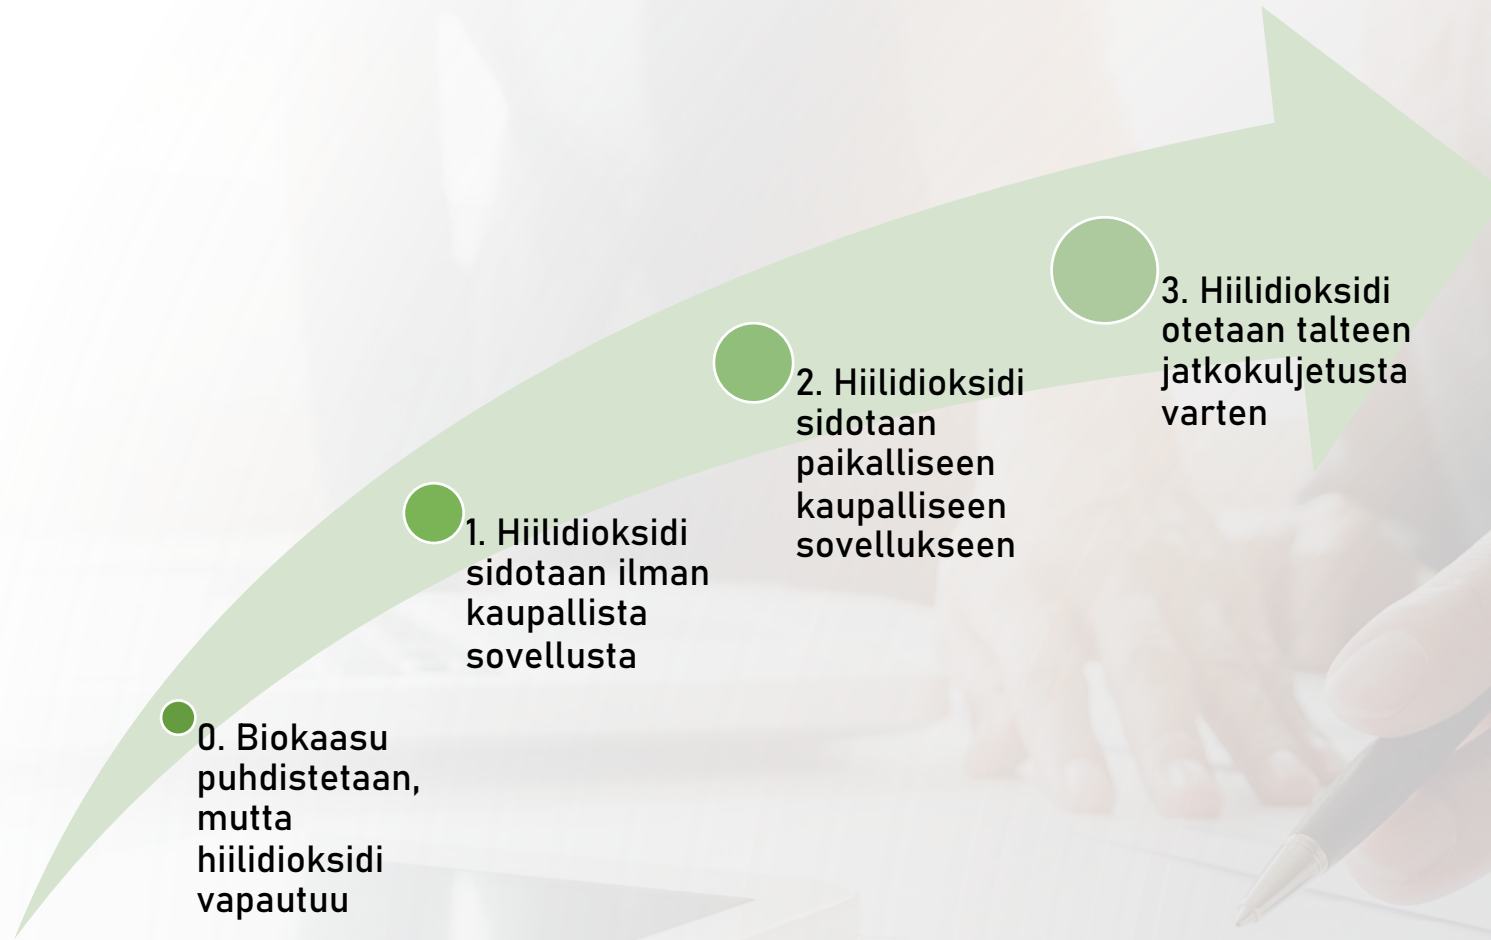 0. Biokaasu
puhdistetaan,
mutta
hiilidioksidi
vapautuu
1. Hiilidioksidi
sidotaan ilman
kaupallista
sovellusta
2. Hiilidioksidi
sidotaan
paikalliseen
kaupalliseen
sovellukseen
3. Hiilidioksidi
otetaan talteen
jatkokuljetusta
varten